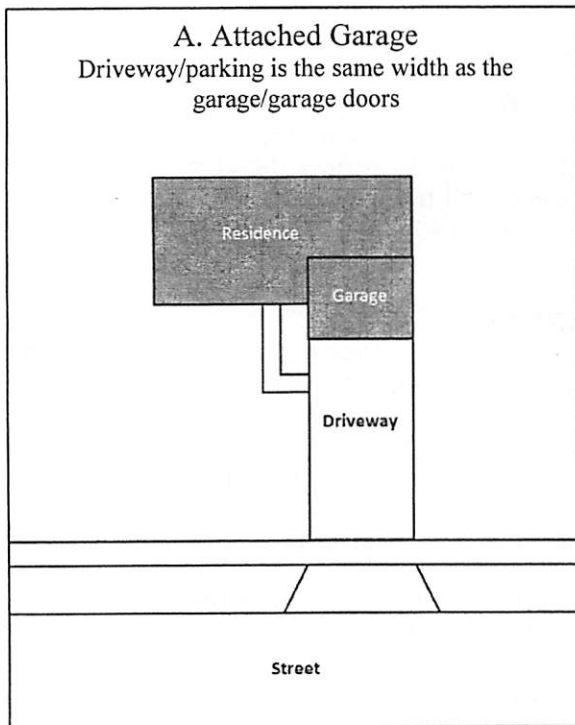 A. Attached Garage
Driveway/parking is the same width as the
garage/garage doors
Residence
Garage
Driveway
Street